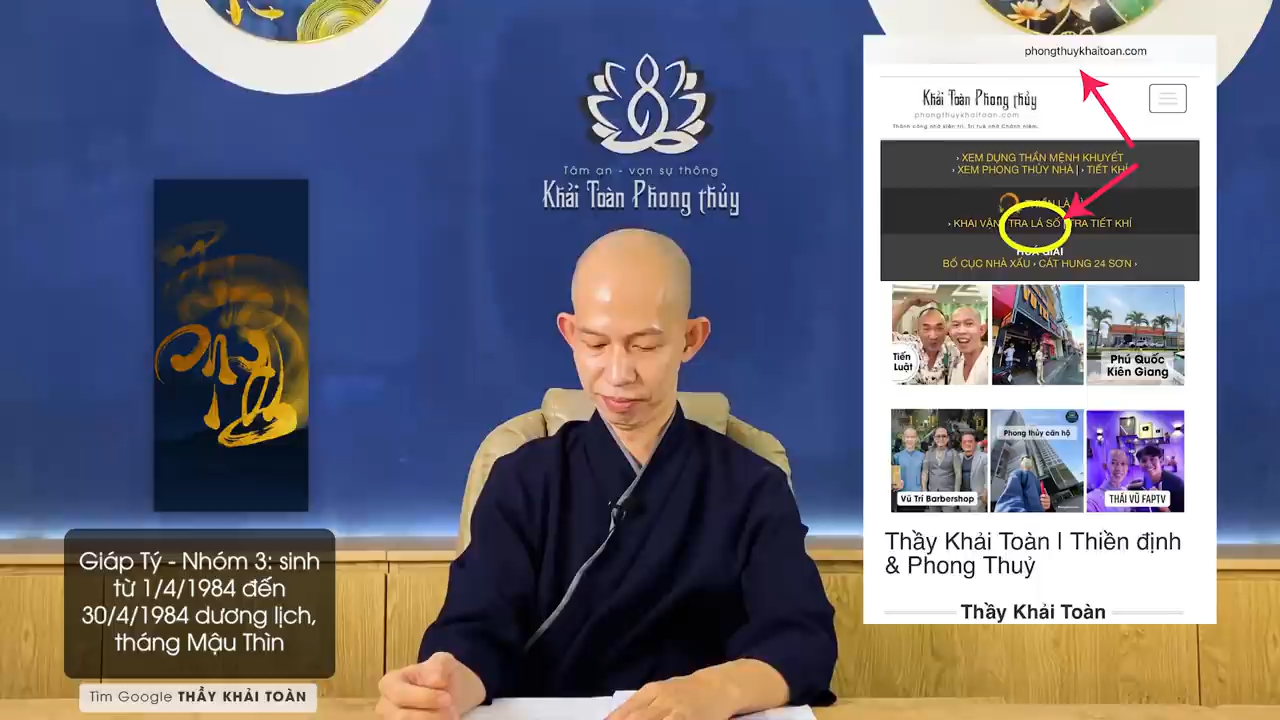 Tâm an - vạn sự thông
Khải Toàn Phong thủy
Giáp Tý - Nhóm 3: sinh
từ 1/4/1984 đến
30/4/1984 dương lịch,
tháng Mậu Thìn
Tìm Google THẦY KHẢI TOÀN
phongthuykhaitoan.com
Khải Toàn Phong thủy
phongthuykhaitoan.com
› XEM DỤNG THẦN MỆNH KHUYẾT
› XEM PHONG THỦY NHÀ | › TIẾT KHÍ
› KHAI VẬN TRA LÁ SỐ | TRA TIẾT KHÍ
HOÁ GIẢI
BỐ CỤC NHÀ XẤU › CÁT HUNG 24 SƠN ›
Tiến
Luật
Phú Quốc
Kiên Giang
Vũ Trí Barbershop
Phong thủy căn hộ
THÁI VŨ FAPTV
Thầy Khải Toàn | Thiền định
& Phong Thuỷ
Thầy Khải Toàn